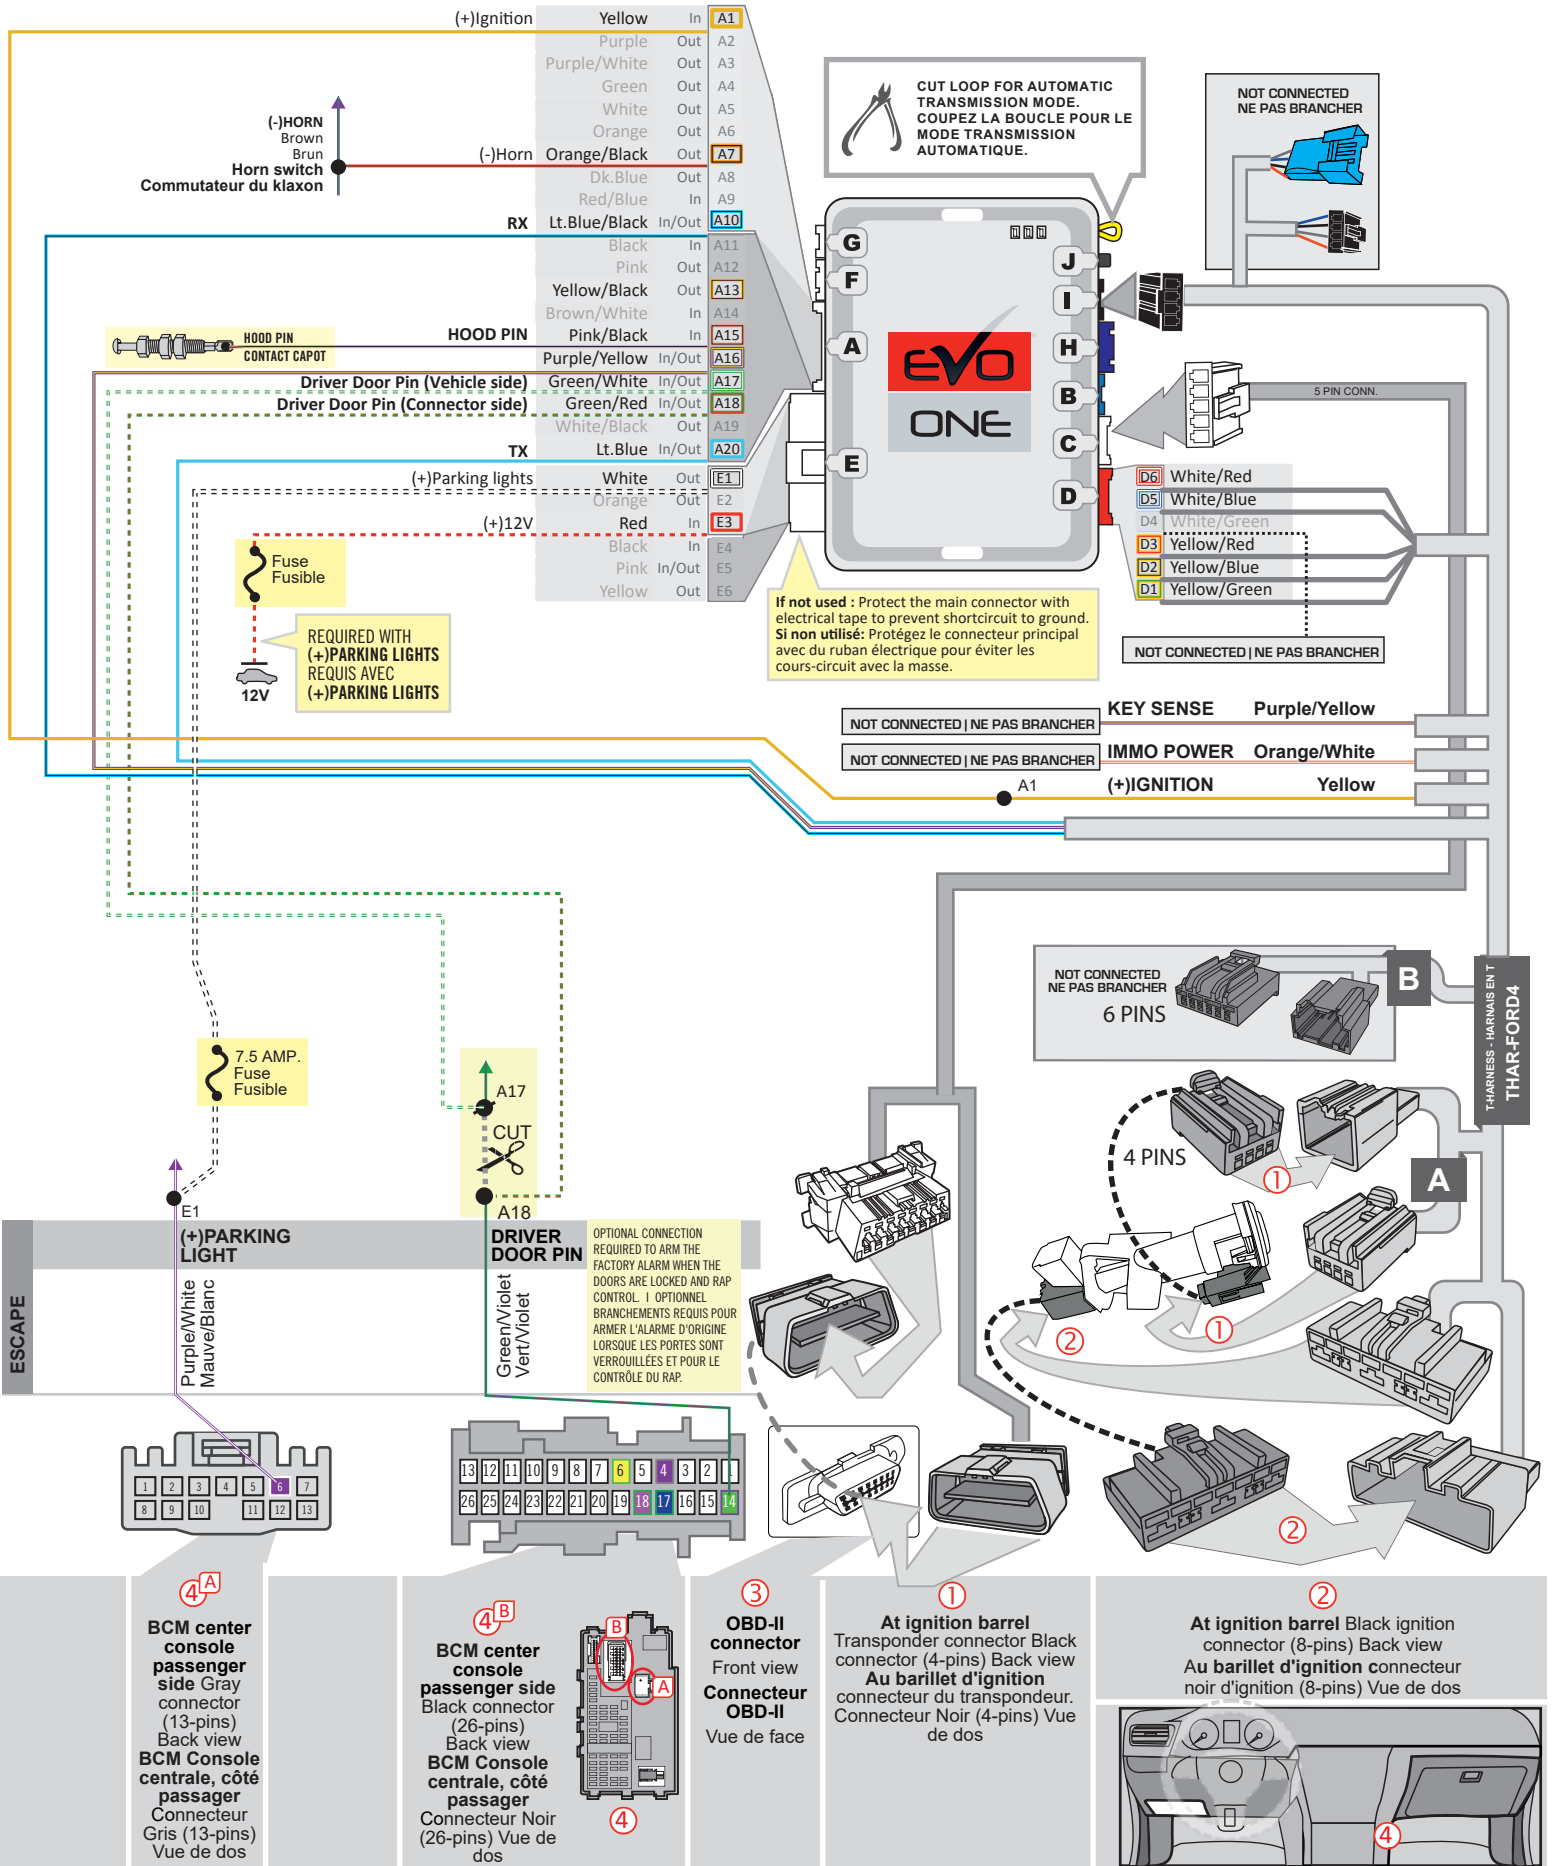 (+)Ignition Yellow In A1
Purple Out A2
Purple/White Out A3
Green Out A4
White Out A5
Orange Out A6
(-)Horn Orange/Black Out A7
Dk.Blue Out A8
Red/Blue In A9
RX Lt.Blue/Black In/Out A10
Black In A11
Pink Out A12
Yellow/Black Out A13
Brown/White In A14
HOOD PIN Pink/Black In A15
Purple/Yellow In/Out A16
Driver Door Pin (Vehicle side) Green/White In/Out A17
Driver Door Pin (Connector side) Green/Red In/Out A18
White/Black Out A19
TX Lt.Blue In/Out A20
(+)Parking lights White Out E1
Orange Out E2
(+)12V Red In E3
Black In E4
Pink In/Out E5
Yellow Out E6
(-)HORN
Brown
Brun
Horn switch
Commutateur du klaxon
HOOD PIN
CONTACT CAPOT
Fuse
Fusible
REQUIRED WITH
(+)PARKING LIGHTS
REQUIS AVEC
(+)PARKING LIGHTS
12V
CUT LOOP FOR AUTOMATIC
TRANSMISSION MODE.
COUPEZ LA BOUCLE POUR LE
MODE TRANSMISSION
AUTOMATIQUE.
NOT CONNECTED
NE PAS BRANCHER
G
F
A
E
J
I
H
B
C
D
EVO
ONE
5 PIN CONN.
D6 White/Red
D5 White/Blue
D4 White/Green
D3 Yellow/Red
D2 Yellow/Blue
D1 Yellow/Green
NOT CONNECTED | NE PAS BRANCHER
If not used : Protect the main connector with
electrical tape to prevent shortcircuit to ground.
Si non utilisé: Protégez le connecteur principal
avec du ruban électrique pour éviter les
cours-circuit avec la masse.
NOT CONNECTED | NE PAS BRANCHER KEY SENSE Purple/Yellow
NOT CONNECTED | NE PAS BRANCHER IMMO POWER Orange/White
A1 (+)IGNITION Yellow
NOT CONNECTED
NE PAS BRANCHER
6 PINS
B
T-HARNESS - HARNAIS EN T
THAR-FORD4
4 PINS
A
1
1
2
2
7.5 AMP.
Fuse
Fusible
A17
CUT
A18
E1
ESCAPE
(+)PARKING
LIGHT
Purple/White
Mauve/Blanc
DRIVER
DOOR PIN
Green/Violet
Vert/Violet
OPTIONAL CONNECTION
REQUIRED TO ARM THE
FACTORY ALARM WHEN THE
DOORS ARE LOCKED AND RAP
CONTROL. I OPTIONNEL
BRANCHEMENTS REQUIS POUR
ARMER L'ALARME D'ORIGINE
LORSQUE LES PORTES SONT
VERROUILLÉES ET POUR LE
CONTRÔLE DU RAP.
1 2 3 4 5 6 7
8 9 10 11 12 13
13 12 11 10 9 8 7 6 5 4 3 2 1
26 25 24 23 22 21 20 19 18 17 16 15 14
4 A
BCM center
console
passenger
side Gray
connector
(13-pins)
Back view
BCM Console
centrale, côté
passager
Connecteur
Gris (13-pins)
Vue de dos
4 B
BCM center
console
passenger side
Black connector
(26-pins)
Back view
BCM Console
centrale, côté
passager
Connecteur Noir
(26-pins) Vue de
dos
B
A
4
3
OBD-II
connector
Front view
Connecteur
OBD-II
Vue de face
1
At ignition barrel
Transponder connector Black
connector (4-pins) Back view
Au barillet d'ignition
connecteur du transpondeur.
Connecteur Noir (4-pins) Vue
de dos
2
At ignition barrel Black ignition
connector (8-pins) Back view
Au barillet d'ignition connecteur
noir d'ignition (8-pins) Vue de dos
4